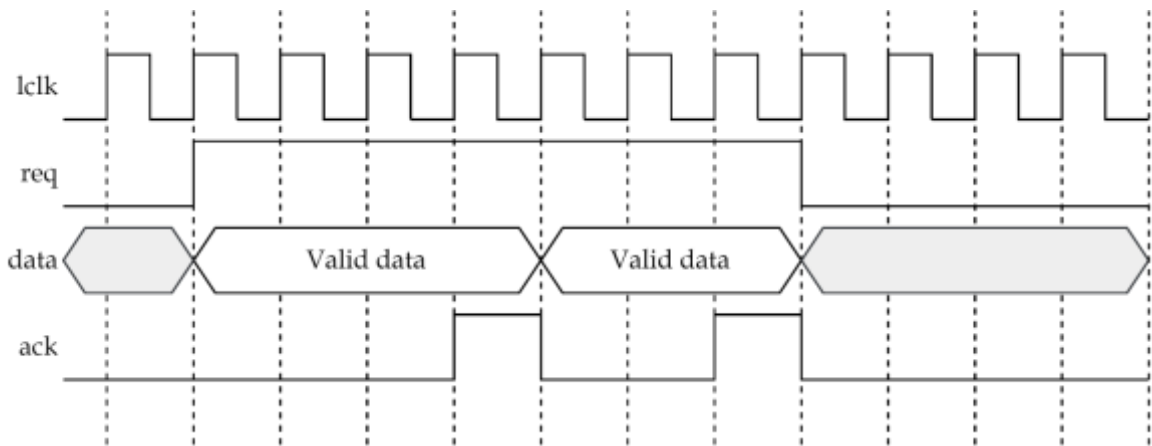 lclk
req
data
Valid data
Valid data
ack